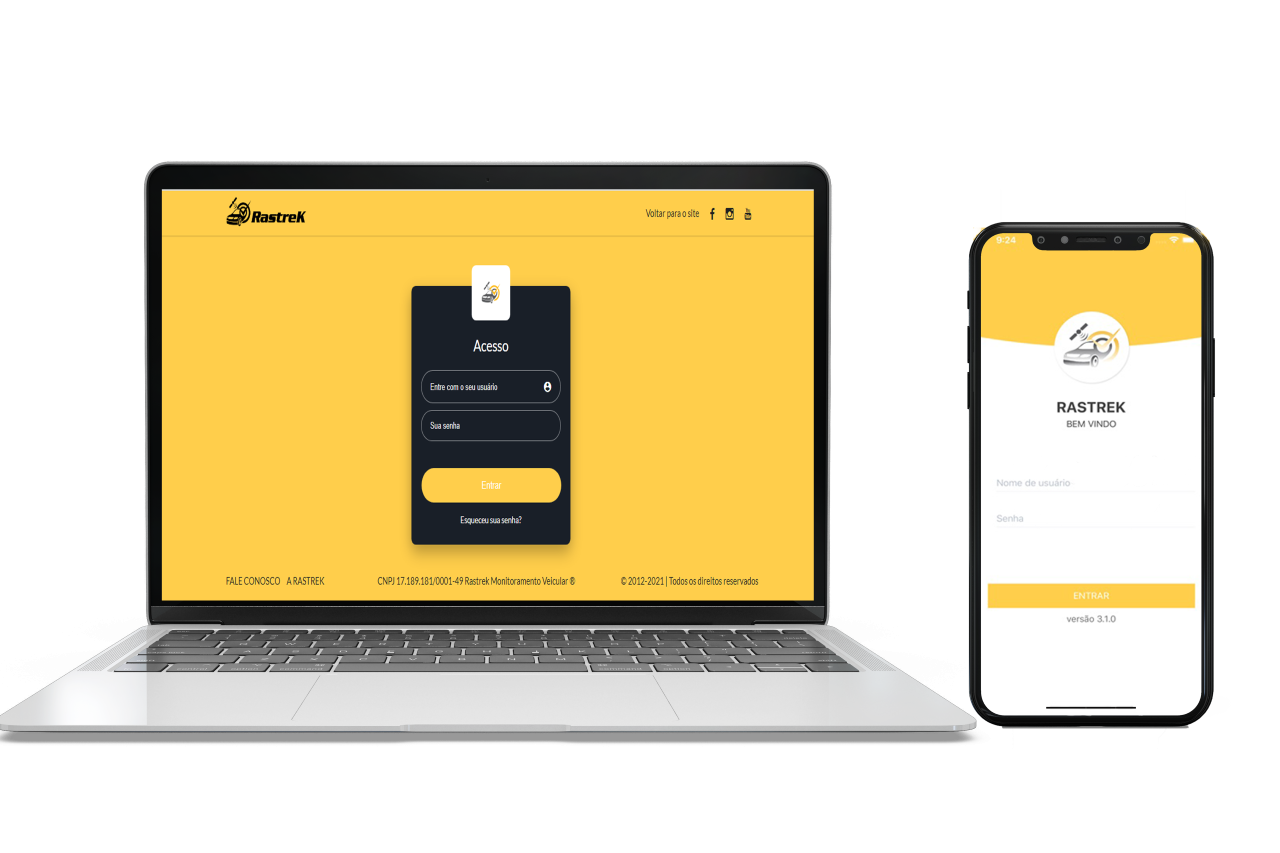 RastreK
Voltar para o site
Acesso
Entre com o seu usuário
Sua senha
Entrar
Esqueceu sua senha?
FALE CONOSCO A RASTREK
CNPJ 17.189.181/0001-49 Rastrek Monitoramento Veicular ®
© 2012-2021 | Todos os direitos reservados
9:24
RASTREK
BEM VINDO
Nome de usuário
Senha
ENTRAR
versão 3.1.0